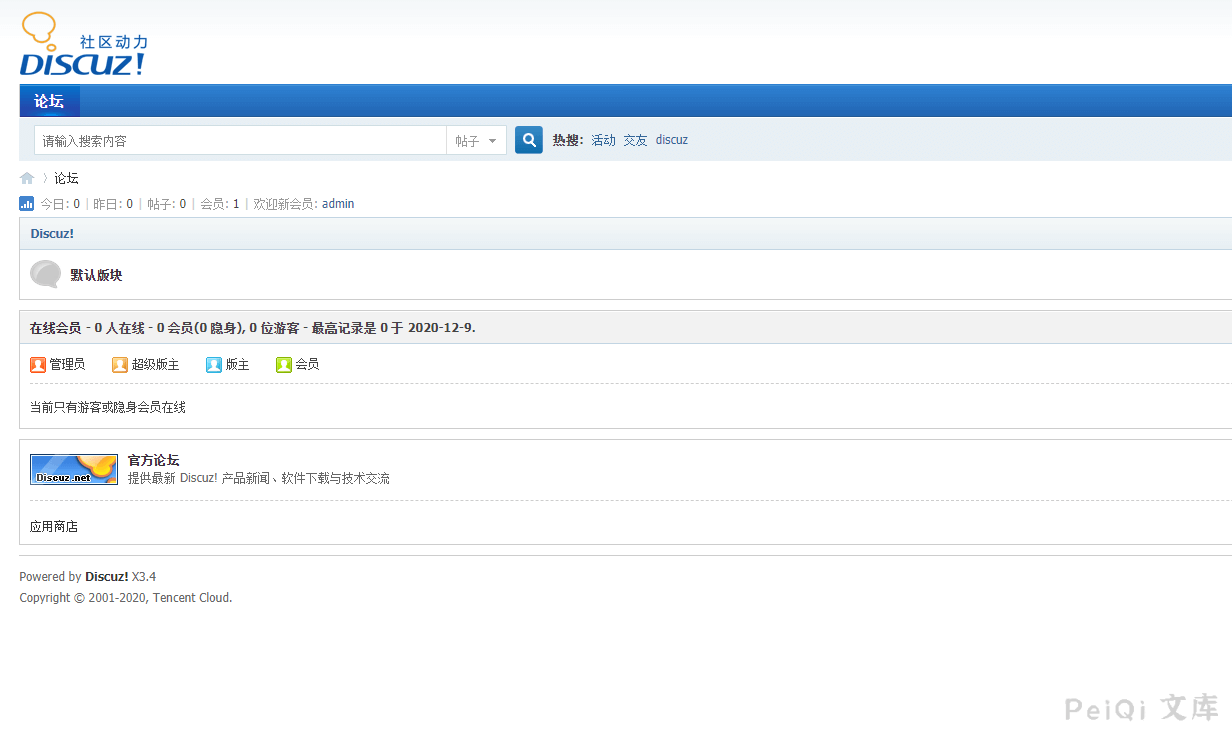 社区动力
DISCUZ!
论坛
请输入搜索内容 帖子 热搜: 活动 交友 discuz
论坛
今日: 0 | 昨日: 0 | 帖子: 0 | 会员: 1 | 欢迎新会员: admin
Discuz!
默认版块
在线会员 - 0 人在线 - 0 会员(0 隐身), 0 位游客 - 最高记录是 0 于 2020-12-9.
管理员 超级版主 版主 会员
当前只有游客或隐身会员在线
Discuz.net
官方论坛
提供最新 Discuz! 产品新闻、软件下载与技术交流
应用商店
Powered by Discuz! X3.4
Copyright © 2001-2020, Tencent Cloud.
PeiQi 文库